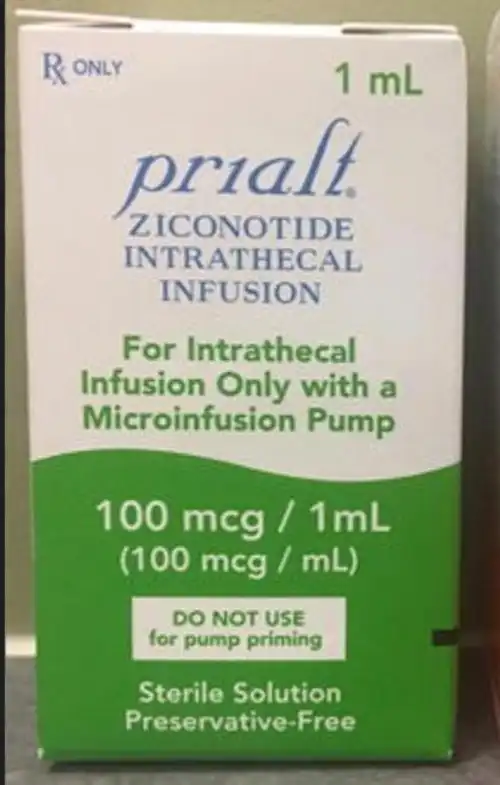 Rx ONLY
1 mL
prialt®
ZICONOTIDE
INTRATHECAL
INFUSION
For Intrathecal
Infusion Only with a
Microinfusion Pump
100 mcg / 1mL
(100 mcg / mL)
DO NOT USE
for pump priming
Sterile Solution
Preservative-Free